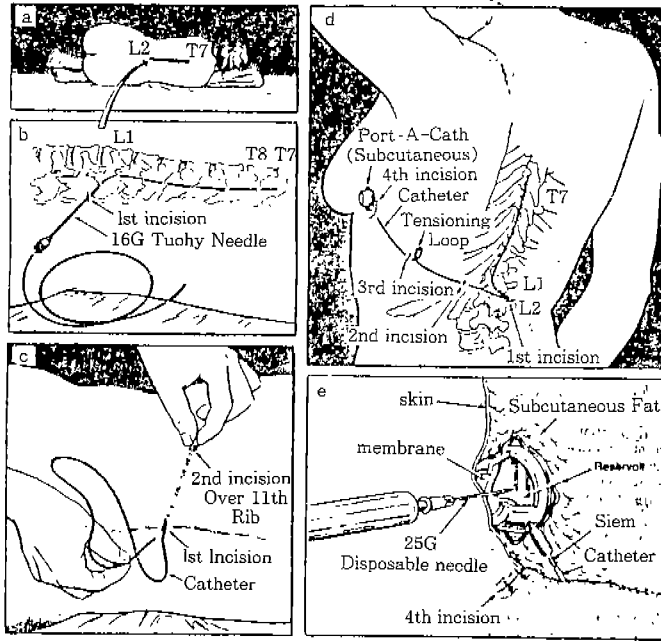 a
L2
T7
b
L1
T8 T7
1st incision
16G Tuohy Needle
c
2nd incision
Over 11th
Rib
1st Incision
Catheter
d
Port-A-Cath
(Subcutaneous)
4th incision
Catheter
Tensioning
Loop
T7
3rd incision
L1
L2
2nd incision
1st incision
e
skin
Subcutaneous Fat
membrane
Reservoir
25G
Disposable needle
Siem
Catheter
4th incision